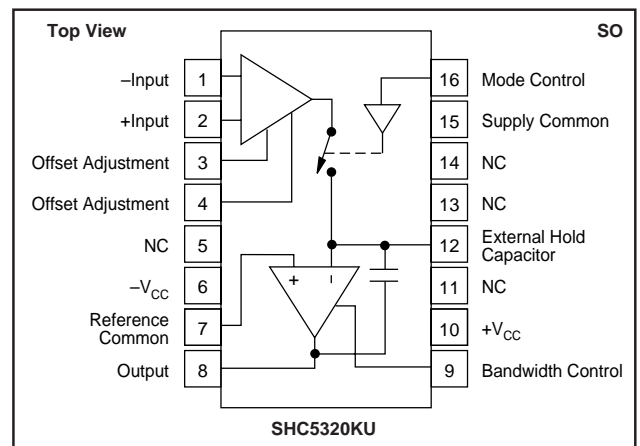 Top View
SO
–Input 1
+Input 2
Offset Adjustment 3
Offset Adjustment 4
NC 5
–VCC 6
Reference
Common 7
Output 8
16 Mode Control
15 Supply Common
14 NC
13 NC
12 External Hold
Capacitor
11 NC
10 +VCC
9 Bandwidth Control
+ –
SHC5320KU